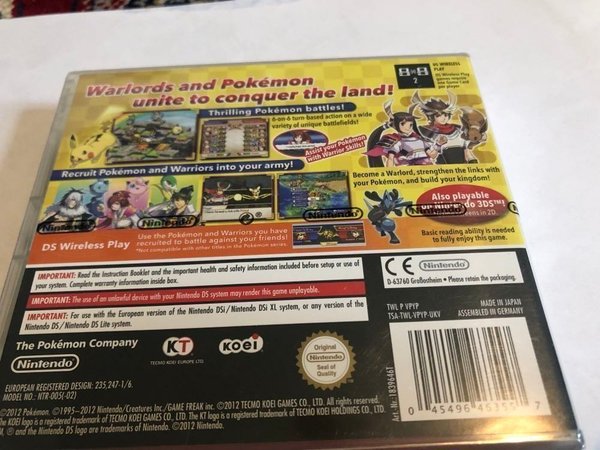 Warlords and Pokémon
unite to conquer the land!
DS WIRELESS
PLAY
2
DS Wireless Play
games require
one Game Card
per player
Thrilling Pokémon battles!
6-on-6 turn-based action on a wide
variety of unique battlefields!
Assist your Pokémon
with Warrior Skills!
Recruit Pokémon and Warriors into your army!
Become a Warlord, strengthen the links with
your Pokémon, and build your kingdom!
Also playable
on Nintendo 3DS™!
in 2D.
Nintendo
Nintendo
Nintendo
Nintendo
Nintendo
DS Wireless Play
Use the Pokémon and Warriors you have
recruited to battle against your friends!
*Not compatible with other titles in the Pokémon series.
Basic reading ability is needed
to fully enjoy this game.
IMPORTANT: Read the Instruction Booklet and the important health and safety information included before setup or use of
your system. Complete warranty information inside box.
IMPORTANT: The use of an unlawful device with your Nintendo DS system may render this game unplayable.
IMPORTANT: For use with the European version of the Nintendo DSi/Nintendo DSi XL system, or any version of the
Nintendo DS/Nintendo DS Lite system.
CE Nintendo
D-63760 Großostheim • Please retain the packaging.
TWL P VPYP
TSA-TWL-VPYP-UKV
MADE IN JAPAN
ASSEMBLED IN GERMANY
The Pokémon Company
Nintendo
KT
TECMO KOEI EUROPE LTD.
KOEI
Original
Nintendo
Seal of
Quality
Art.-Nr. 1839646T
EUROPEAN REGISTERED DESIGN: 235,247-1/6.
MODEL NO.: NTR-005(-02)
©2012 Pokémon. ©1995–2012 Nintendo/Creatures Inc./GAME FREAK inc. ©2012 TECMO KOEI GAMES CO., LTD. All rights reserved.
The KOEI logo is a registered trademark of TECMO KOEI GAMES CO., LTD. The KT logo is a registered trademark of TECMO KOEI HOLDINGS CO., LTD.
, ® and the Nintendo DS logo are trademarks of Nintendo. ©2012 Nintendo.
0 45496 46355 7